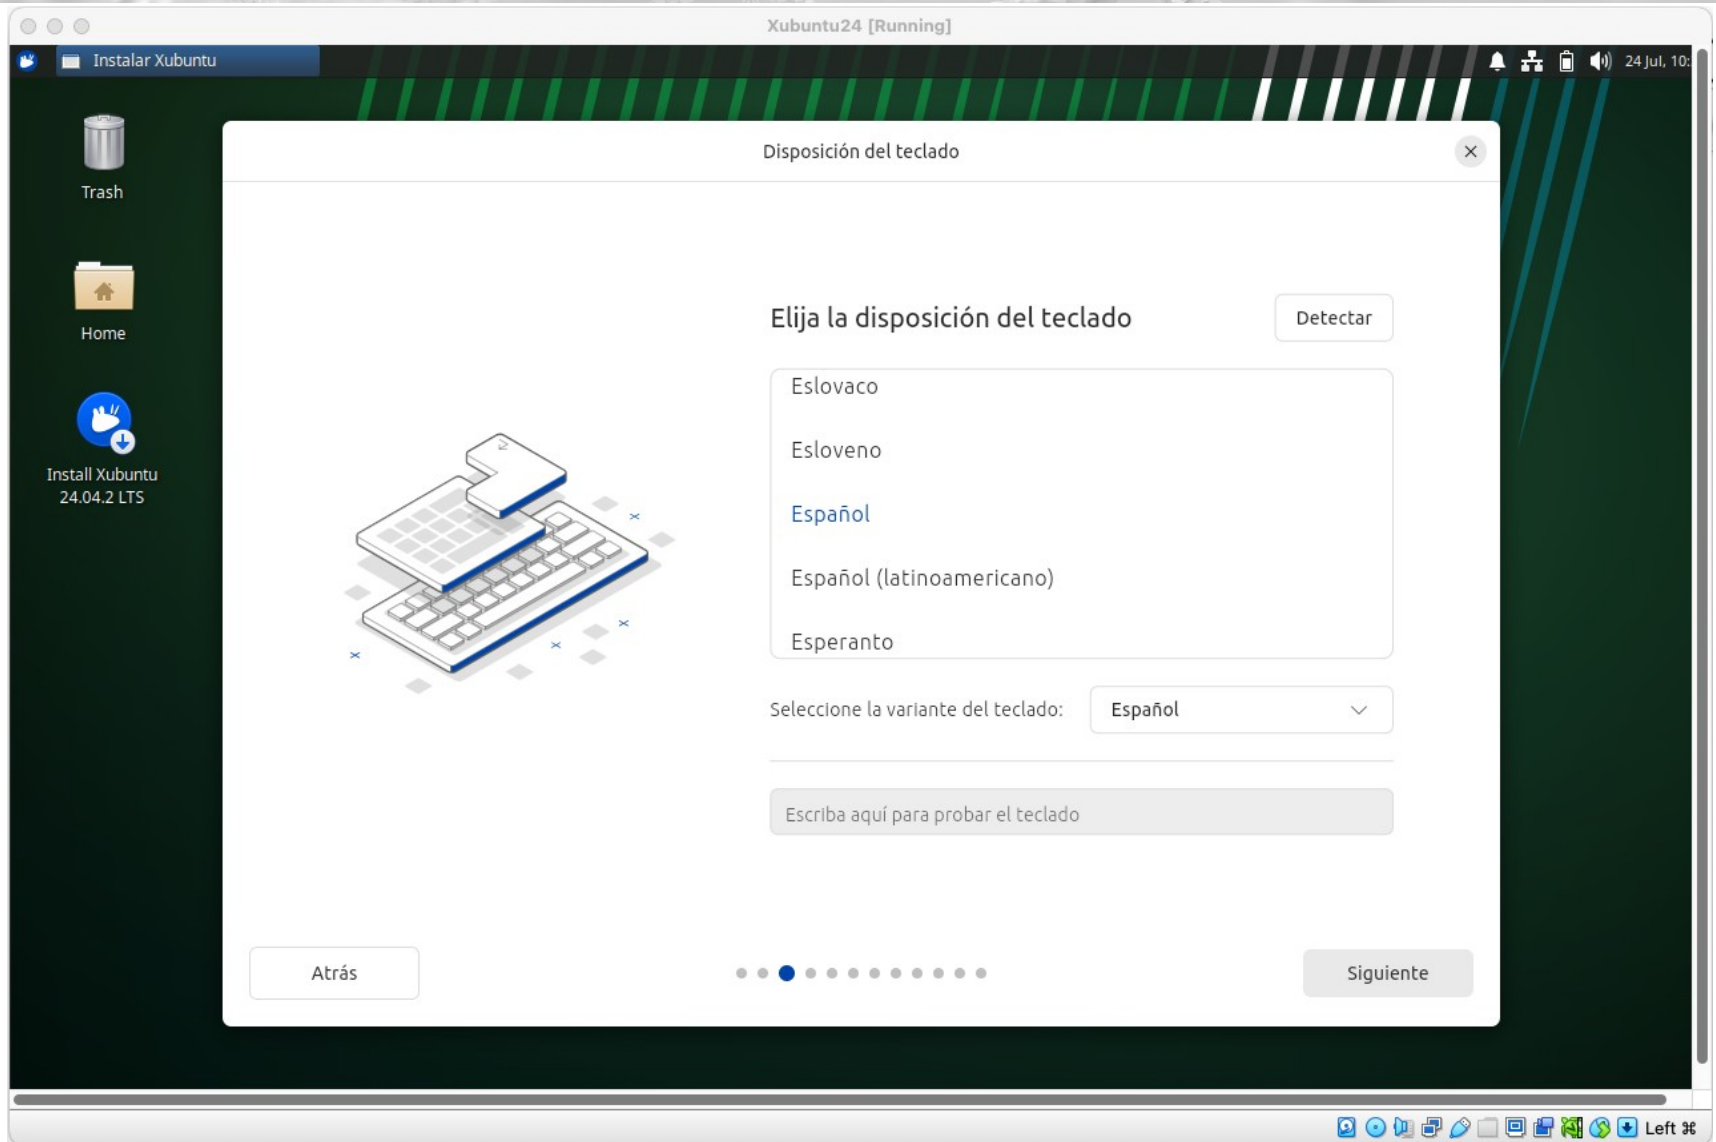 Xubuntu24 [Running]
Instalar Xubuntu
24 Jul, 10:
Trash
Home
Install Xubuntu
24.04.2 LTS
Disposición del teclado
Elija la disposición del teclado
Detectar
Eslovaco
Esloveno
Español
Español (latinoamericano)
Esperanto
Seleccione la variante del teclado:
Español
Escriba aquí para probar el teclado
Atrás
Siguiente
Left ⌘